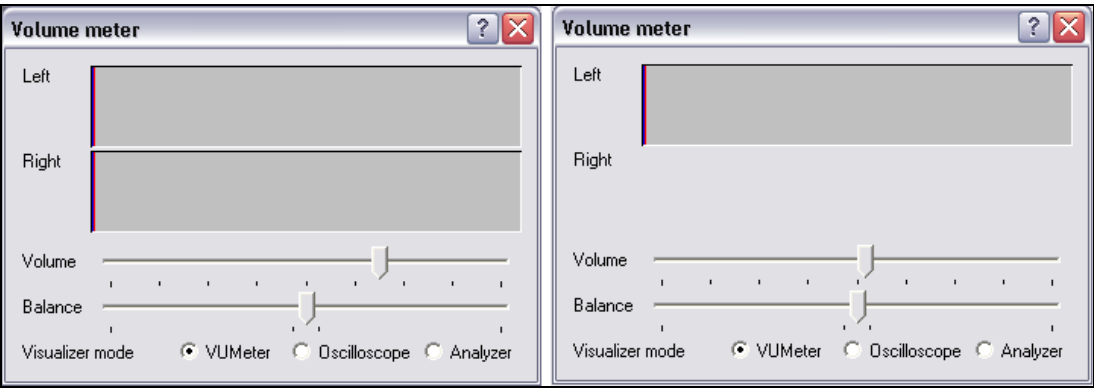 Volume meter
Left
Right
Volume
Balance
Visualizer mode VUMeter Oscilloscope Analyzer
Volume meter
Left
Right
Volume
Balance
Visualizer mode VUMeter Oscilloscope Analyzer